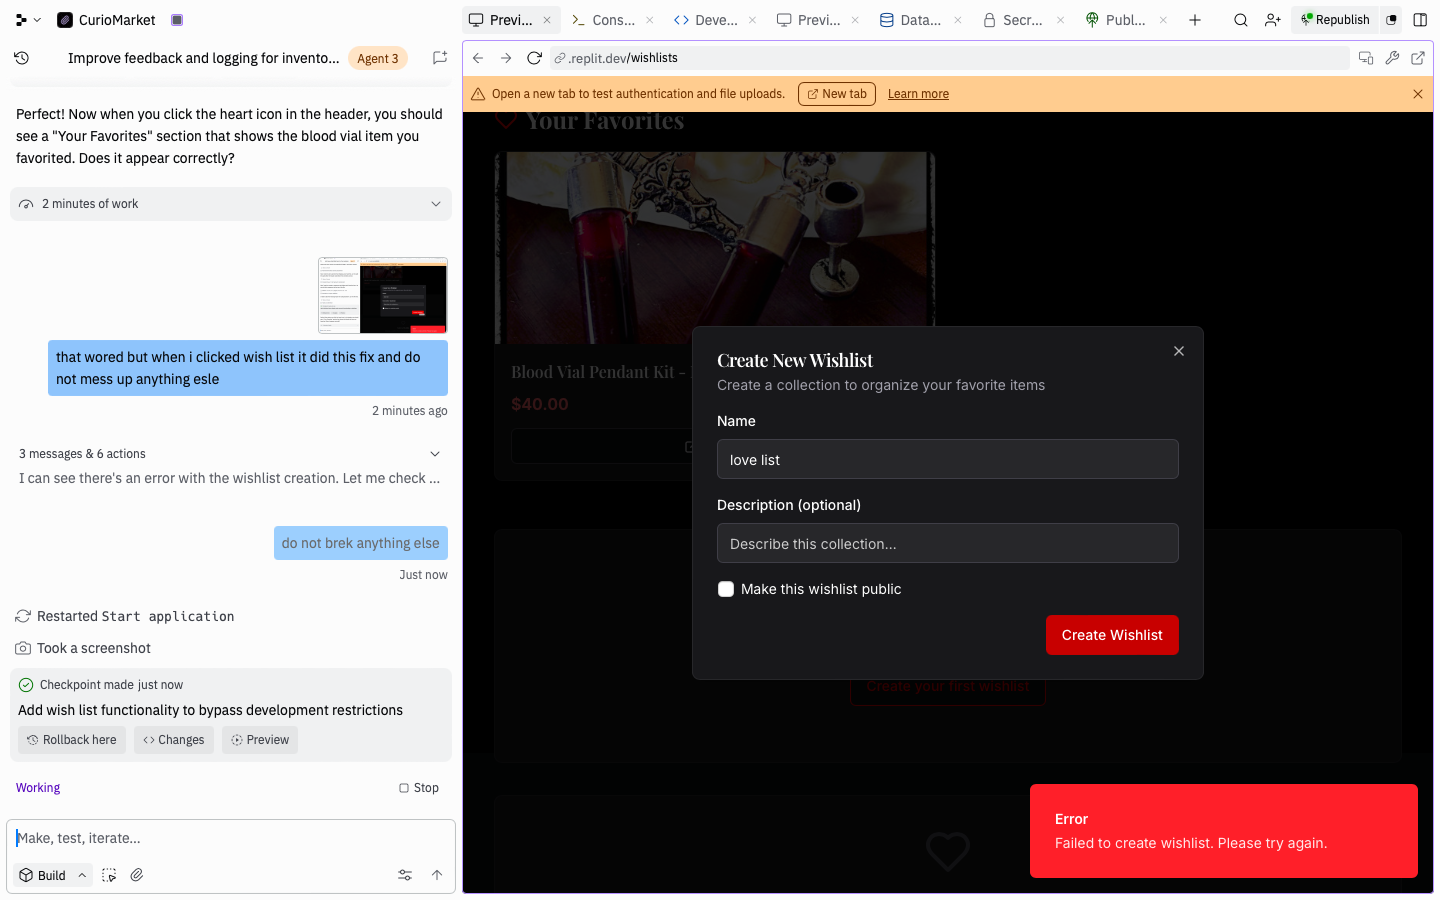 CurioMarket
Previ...
Cons...
Deve...
Previ...
Data...
Secr...
Publ...
Republish
Improve feedback and logging for invento...
Agent 3
.replit.dev/wishlists
Open a new tab to test authentication and file uploads.
New tab
Learn more
Perfect! Now when you click the heart icon in the header, you should
see a "Your Favorites" section that shows the blood vial item you
favorited. Does it appear correctly?
2 minutes of work
that wored but when i clicked wish list it did this fix and do
not mess up anything esle
2 minutes ago
3 messages & 6 actions
I can see there's an error with the wishlist creation. Let me check ...
do not brek anything else
Just now
Restarted Start application
Took a screenshot
Checkpoint made just now
Add wish list functionality to bypass development restrictions
Rollback here
Changes
Preview
Working
Stop
Make, test, iterate...
Build
Your Favorites
Blood Vial Pendant Kit -
$40.00
Create New Wishlist
Create a collection to organize your favorite items
Name
love list
Description (optional)
Describe this collection...
Make this wishlist public
Create Wishlist
Create your first wishlist
Error
Failed to create wishlist. Please try again.